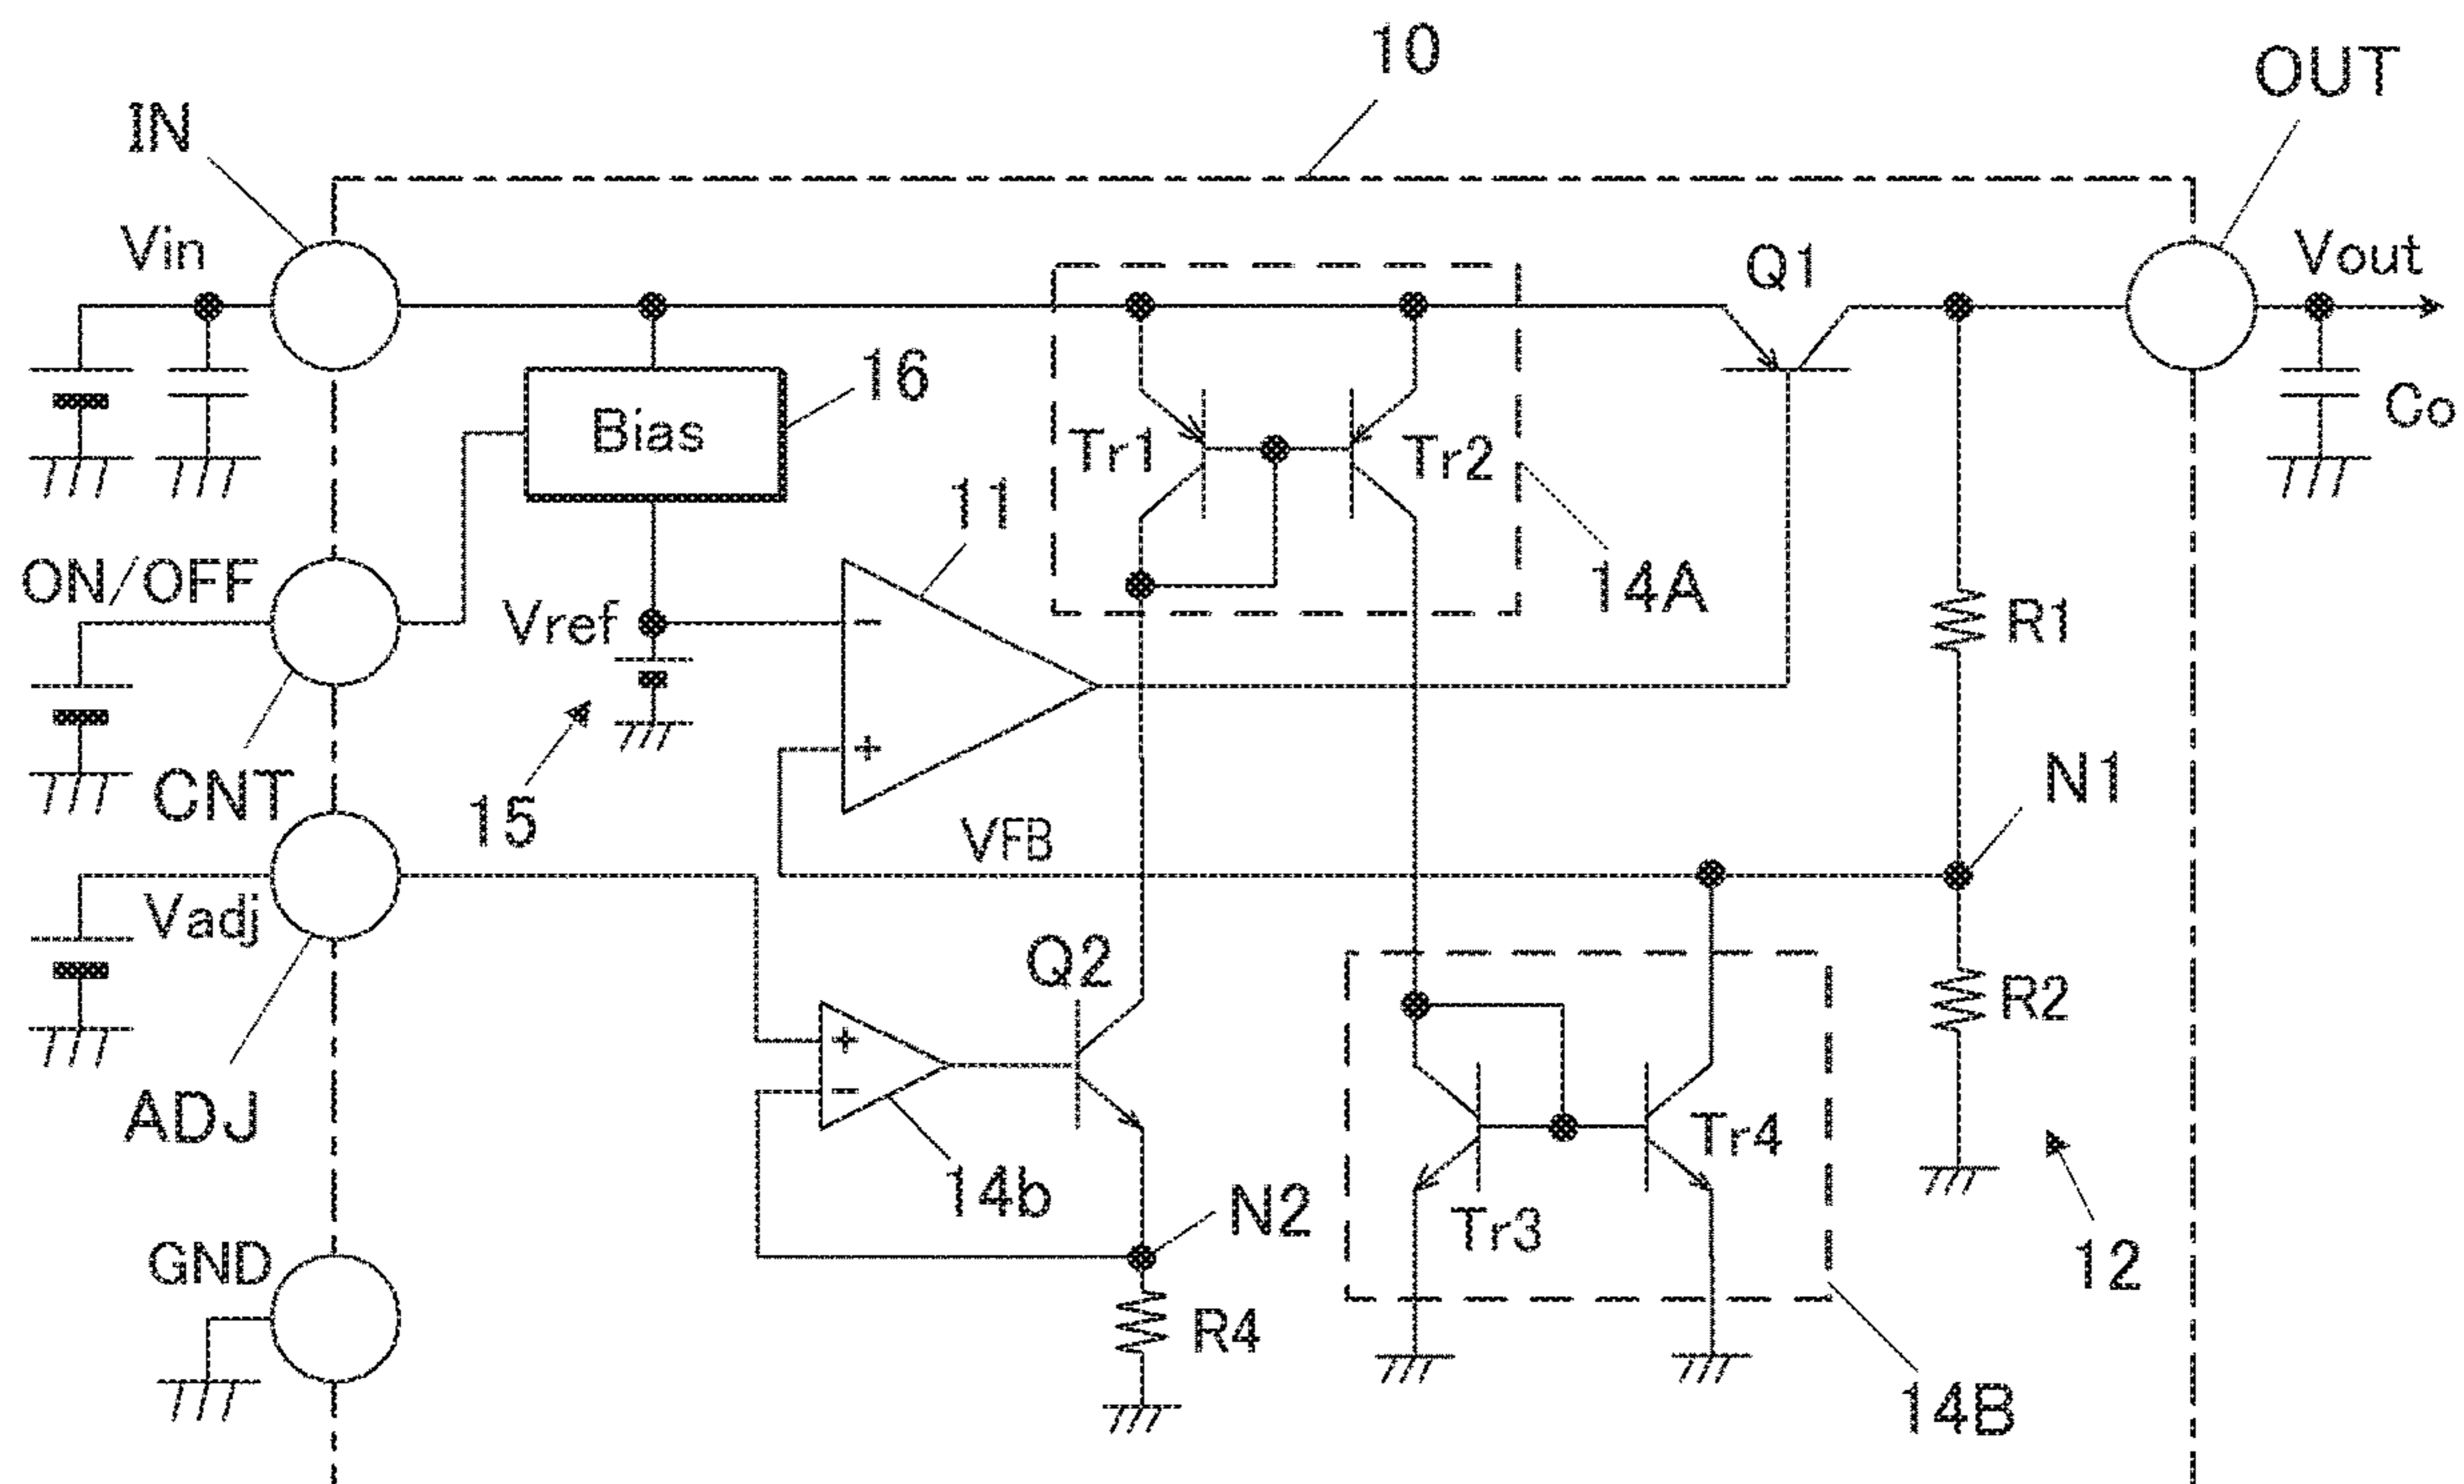 10
OUT
IN
Vin
Q1
Vout
16
Bias
Co
Tr1
Tr2
11
ON/OFF
14A
Vref
R1
−
+
N1
CNT
15
VFB
Vadj
Q2
R2
+
−
ADJ
Tr4
14b
N2
Tr3
GND
12
R4
14B